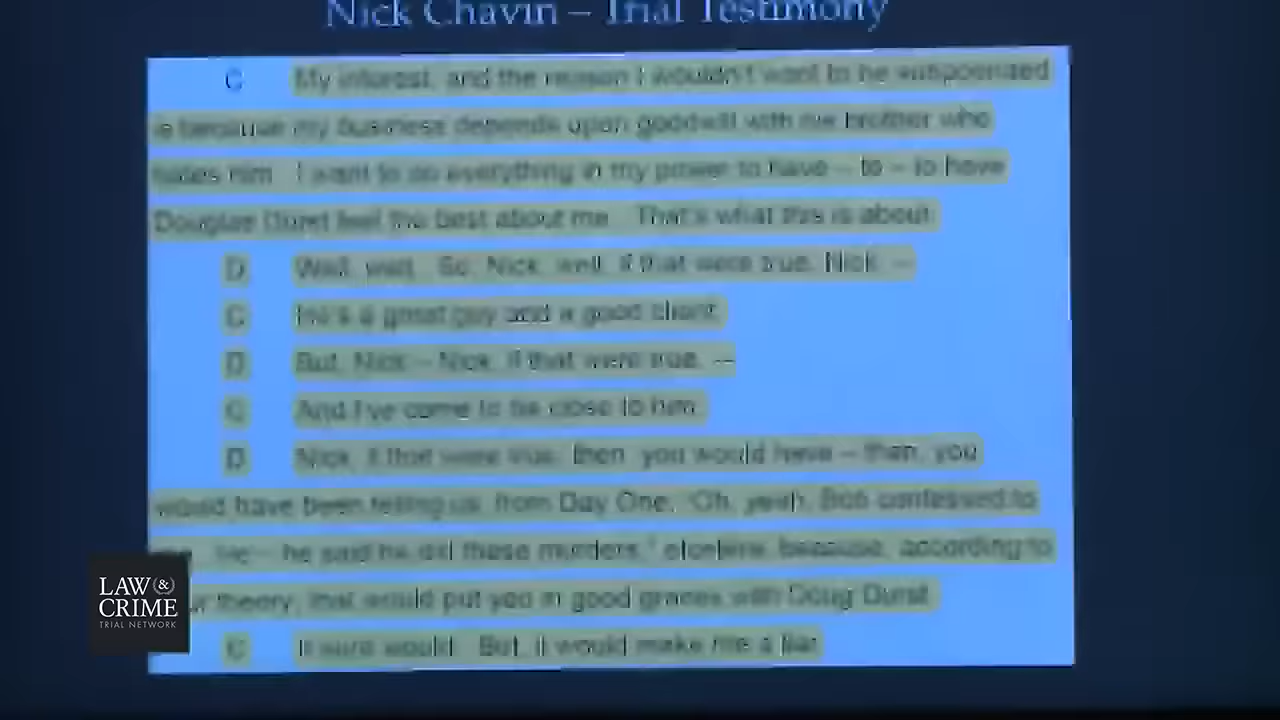 Nick Chavin – Trial Testimony
C My interest, and the reason I wouldn't want to be subpoenaed
is because my business depends upon goodwill with his brother who
hates him. I want to do everything in my power to have – to – to have
Douglas Durst feel the best about me. That's what this is about.
D Well, wait. So, Nick, well, if that were true, Nick, --
C He's a great guy and a good client.
D But, Nick – Nick, if that were true, --
C And I've come to be close to him.
D Nick, if that were true, then, you would have – then, you
would have been telling us, from Day One, "Oh, yeah, Bob confessed to
He – he said he did these murders," etcetera, because, according to
theory, that would put you in good graces with Doug Durst.
C It sure would. But, it would make me a liar.
LAW &
CRIME
TRIAL NETWORK